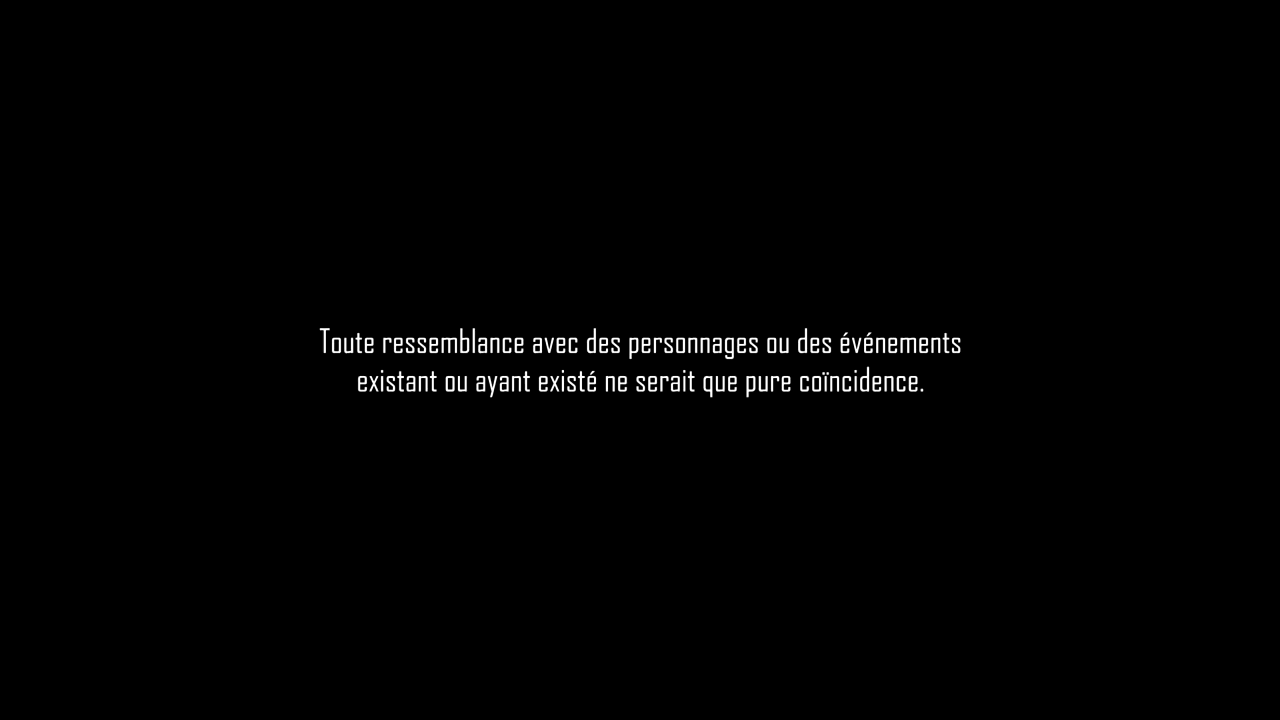 Toute ressemblance avec des personnages ou des événements
existant ou ayant existé ne serait que pure coïncidence.